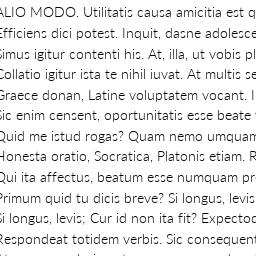 ALIO MODO. Utilitatis causa amicitia est q
Efficiens dici potest. Inquit, dasne adolesce
Simus igitur contenti his. At, illa, ut vobis pl
Collatio igitur ista te nihil iuvat. At multis se
Graece donan, Latine voluptatem vocant. I
Sic enim censent, oportunitatis esse beate
Quid me istud rogas? Quam nemo umquam
Honesta oratio, Socratica, Platonis etiam. R
Qui ita affectus, beatum esse numquam pr
Primum quid tu dicis breve? Si longus, levis
Si longus, levis; Cur id non ita fit? Expectoc
Respondeat totidem verbis. Sic consequent